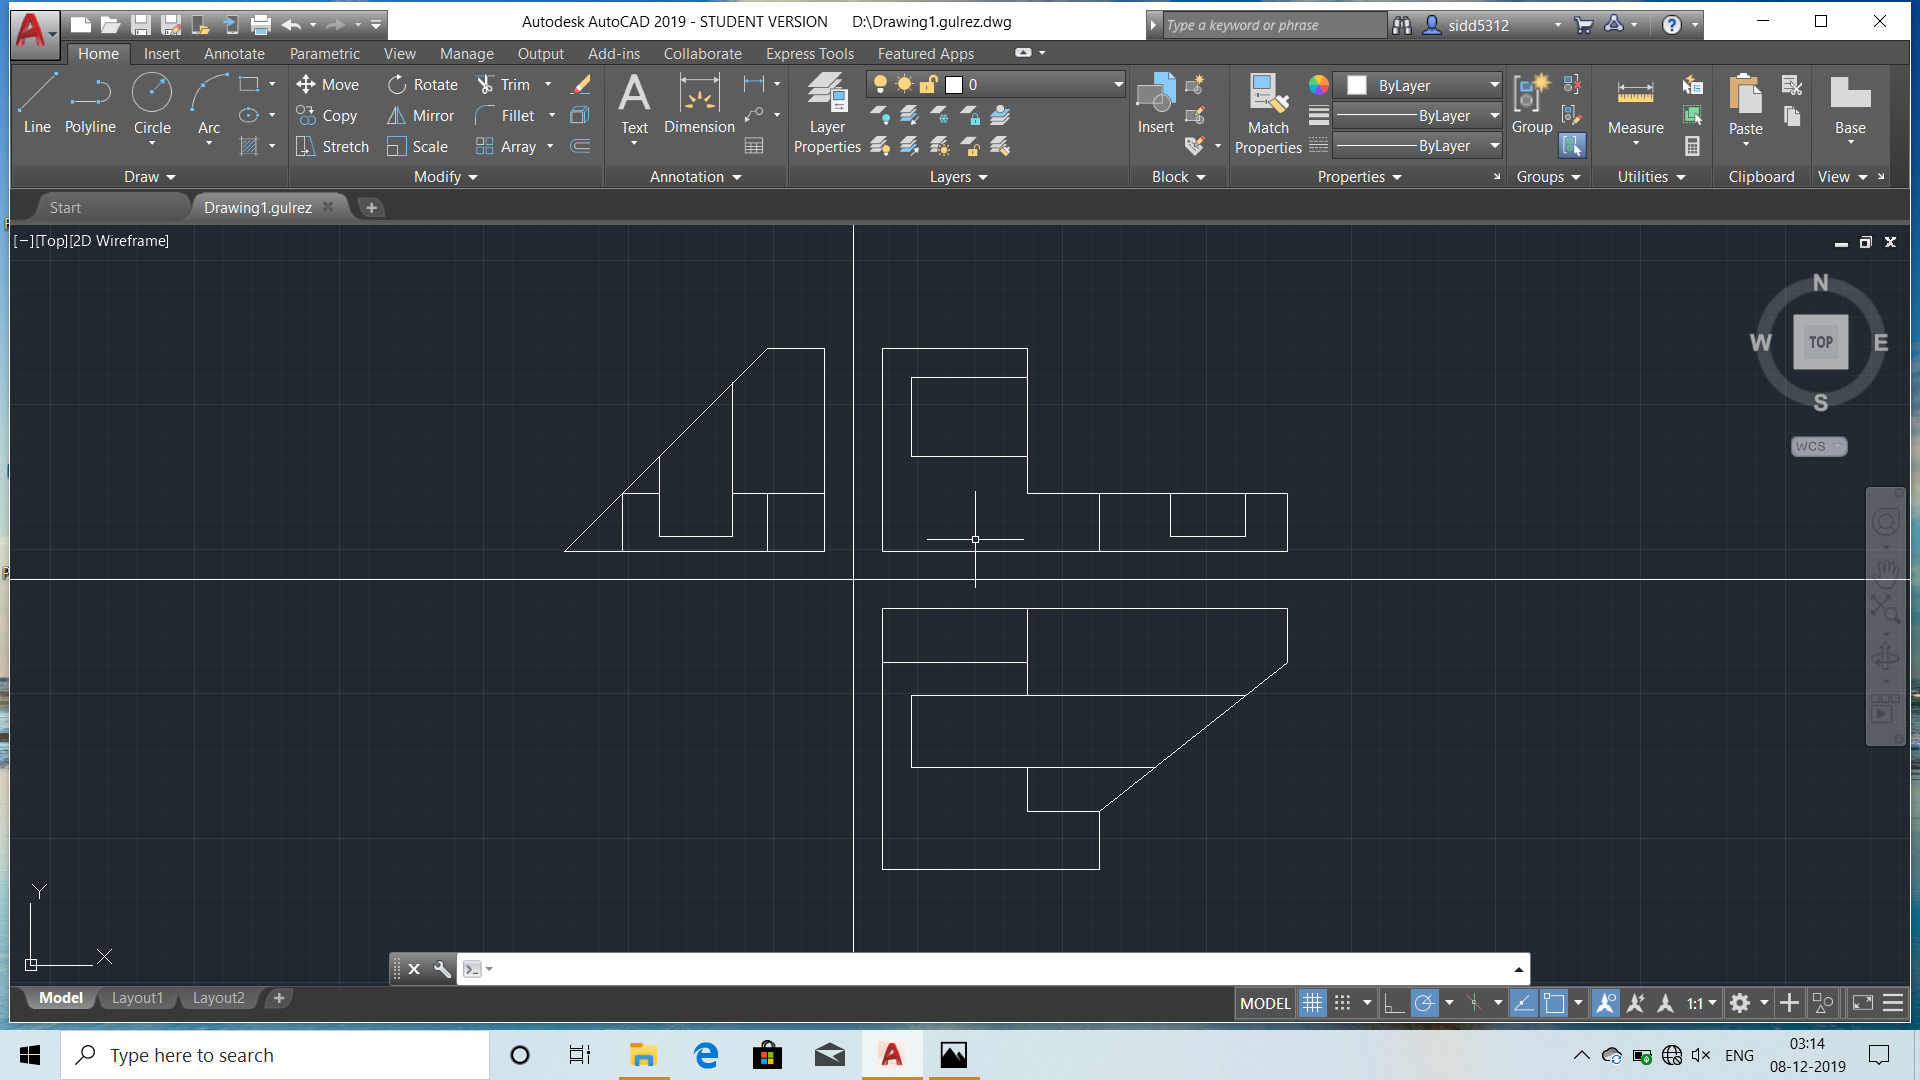 Autodesk AutoCAD 2019 - STUDENT VERSION D:\Drawing1.gulrez.dwg
Type a keyword or phrase
sidd5312
Home Insert Annotate Parametric View Manage Output Add-ins Collaborate Express Tools Featured Apps
Line Polyline Circle Arc
Move Rotate Trim
Copy Mirror Fillet
Stretch Scale Array
Text Dimension
Layer Properties
0
Insert
Match Properties
ByLayer
ByLayer
ByLayer
Group
Measure
Paste
Base
Draw Modify Annotation Layers Block Properties Groups Utilities Clipboard View
Start Drawing1.gulrez
[−][Top][2D Wireframe]
N
W TOP E
S
WCS
Y
X
Model Layout1 Layout2
MODEL 1:1
Type here to search
ENG
03:14
08-12-2019